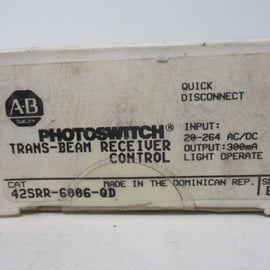 QUICK
DISCONNECT
A-B
QUALITY
PHOTOSWITCH®
TRANS-BEAM RECEIVER
CONTROL
INPUT:
20-264 AC/DC
OUTPUT:300mA
LIGHT OPERATE
CAT
MADE IN THE DOMINICAN REP.
42SRR-6006-QD